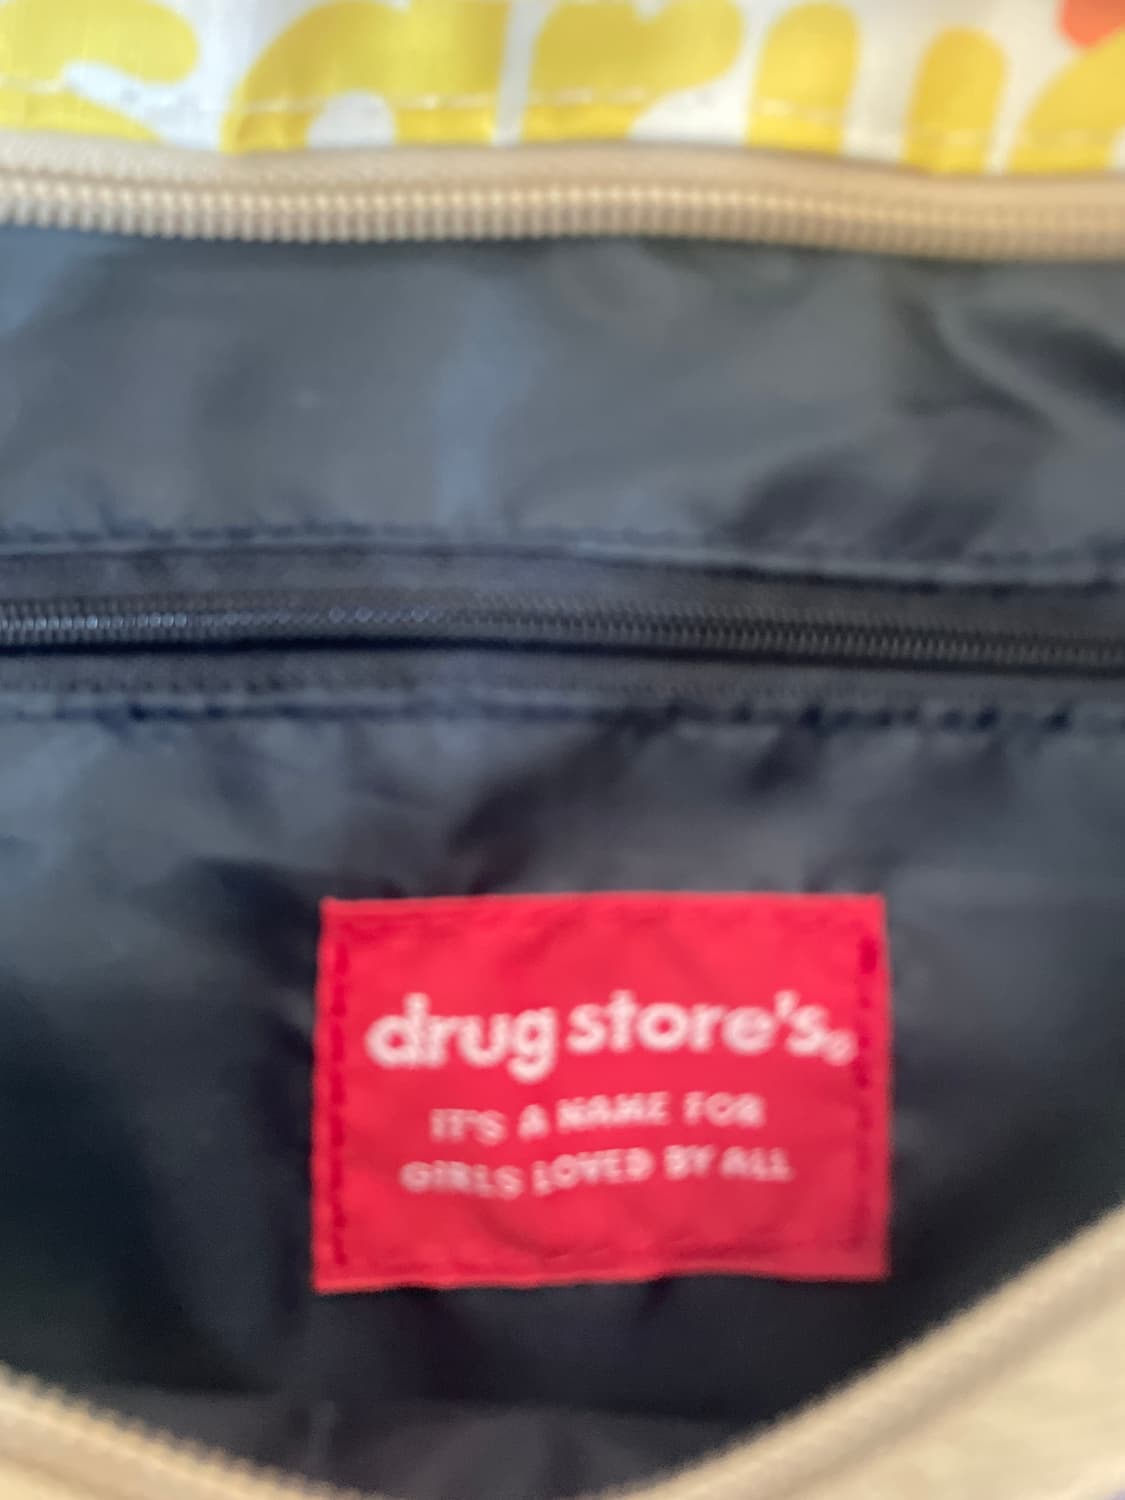 drug store's®
IT'S A NAME FOR
GIRLS LOVED BY ALL